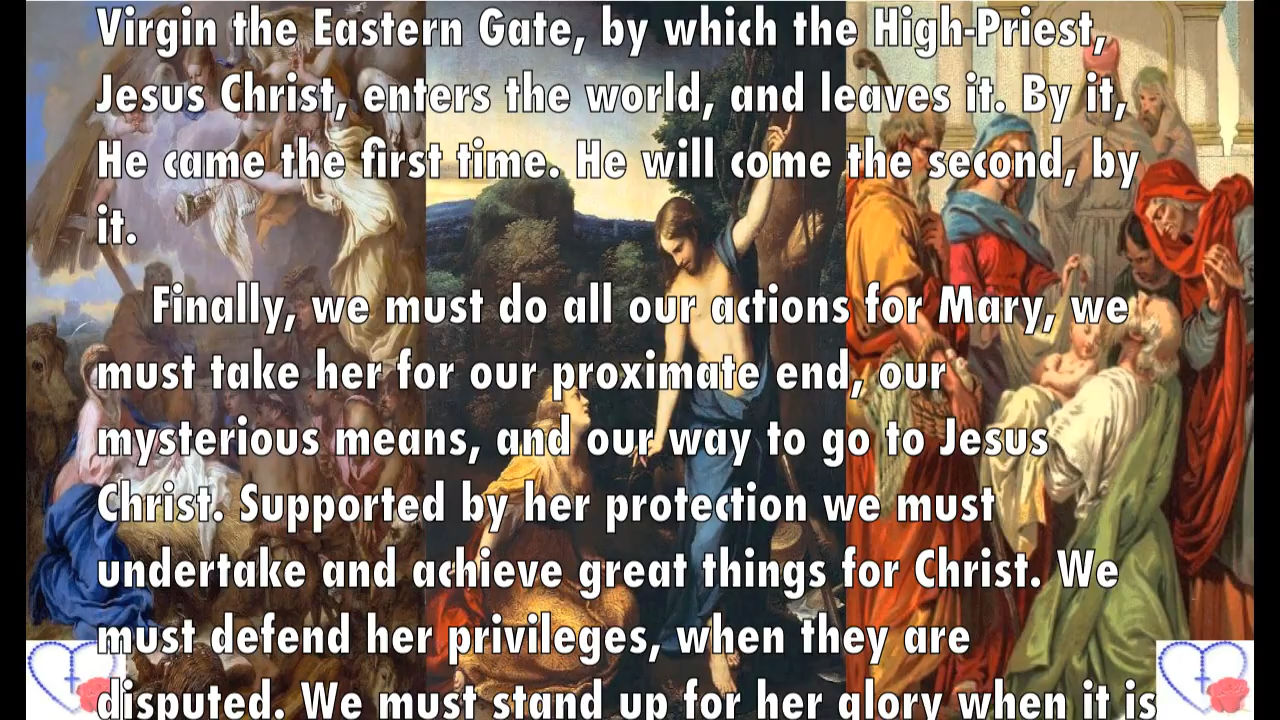 Virgin the Eastern Gate, by which the High-Priest,
Jesus Christ, enters the world, and leaves it. By it,
He came the first time. He will come the second, by
it.
Finally, we must do all our actions for Mary, we
must take her for our proximate end, our
mysterious means, and our way to go to Jesus
Christ. Supported by her protection we must
undertake and achieve great things for Christ. We
must defend her privileges, when they are
disputed. We must stand up for her glory when it is